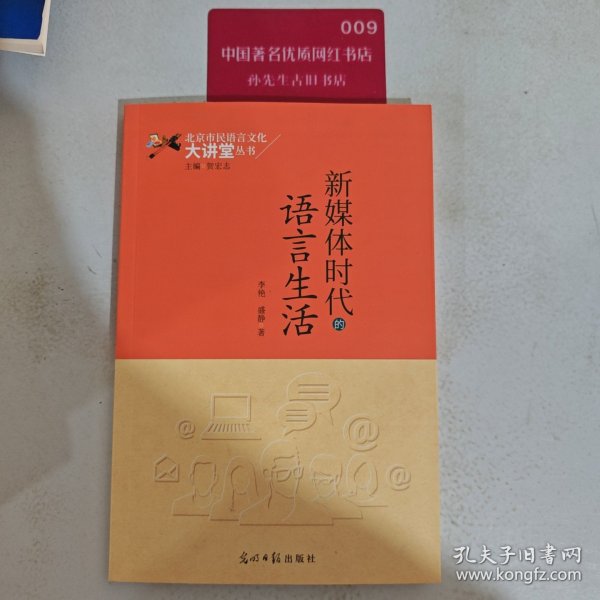 009
中国著名优质网红书店
孙先生古旧书店
北京市民语言文化
大讲堂丛书
主编 贺宏志
新媒体时代的
语言生活
李艳 盛静 著
@
@
@
光明日报出版社
孔夫子旧书网
www.kongfz.com